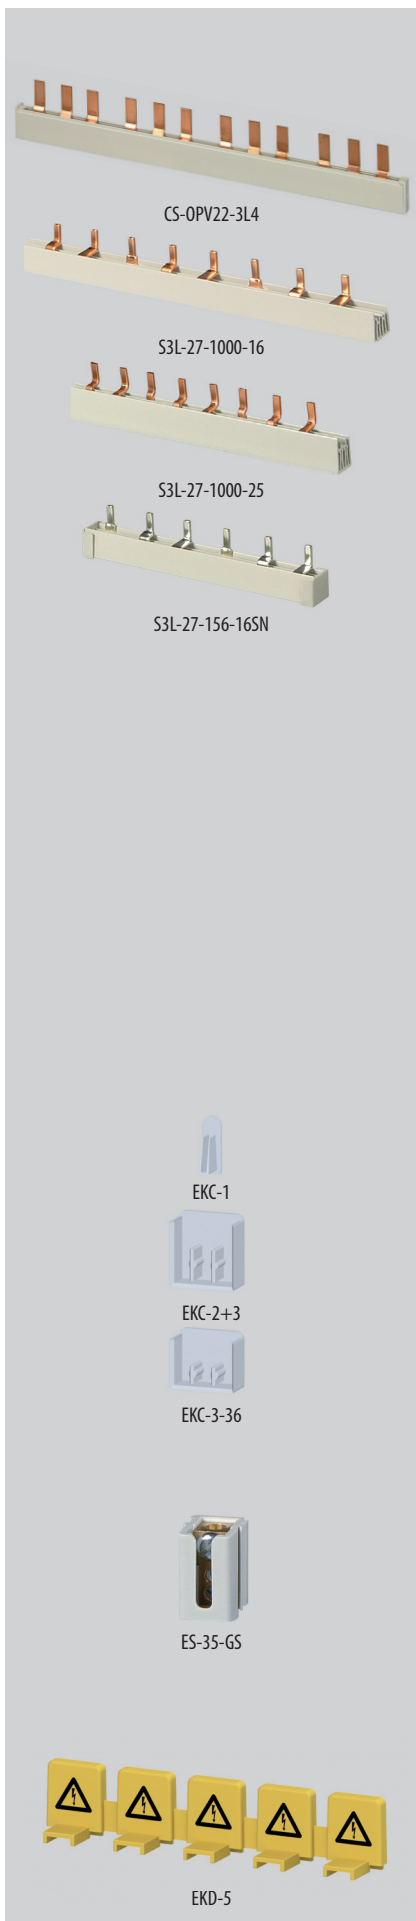 CS-OPV22-3L4
S3L-27-1000-16
S3L-27-1000-25
S3L-27-156-16SN
EKC-1
EKC-2+3
EKC-3-36
ES-35-GS
EKD-5